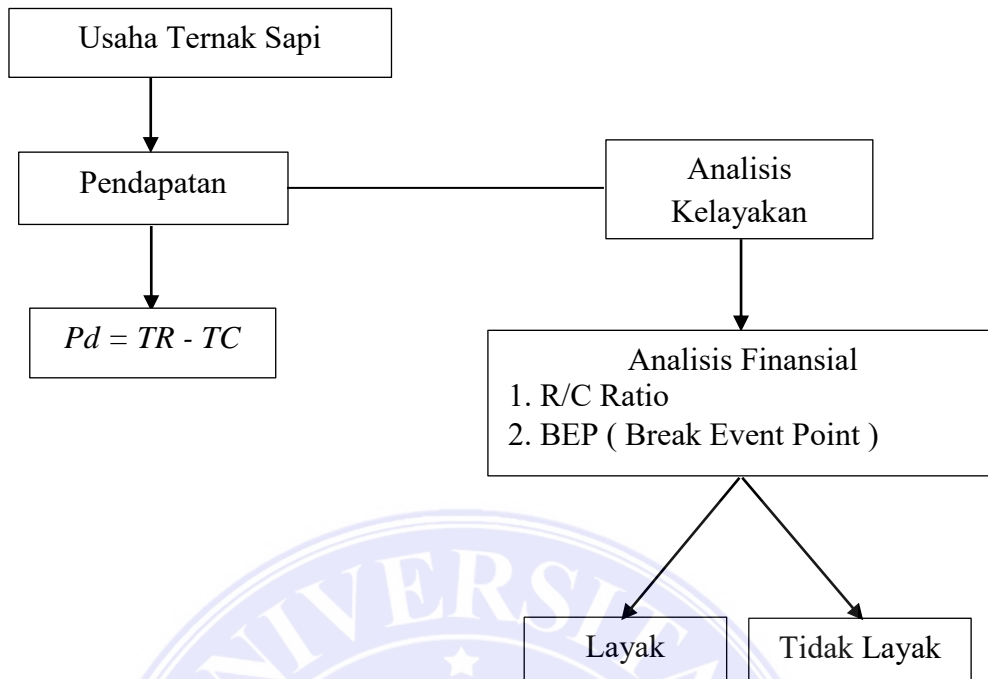 Usaha Ternak Sapi
Pendapatan
Analisis
Kelayakan
Pd = TR - TC
Analisis Finansial
1. R/C Ratio
2. BEP ( Break Event Point )
Layak
Tidak Layak